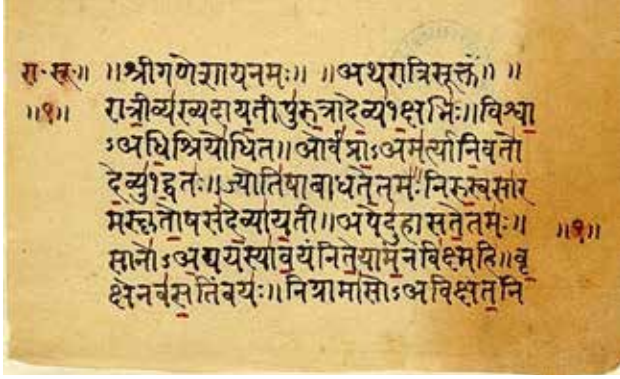 रा॰सू॰॥ ॥श्रीगणेशायनमः॥ ॥अथरात्रिसूक्तं॥ ॥
॥१॥ रात्रीव्यख्यदायतीपुरुत्रादेव्य१क्षभिः॥विश्वा
ऽअधिश्रियोधित॥ओर्वप्राऽअमर्त्यानिवतो
देव्यु१द्वतः॥ज्योतिषाबाधतेतमः॥निरुस्वसार
मस्कृतोषसंदेव्यायती॥अपेदुहासतेतमः॥
सानोऽअद्ययस्यावयंनितेयामन्नविक्ष्महि॥वृ ॥१॥
क्षेनवसतिंवयः॥निग्रामासोऽअविक्षतनि